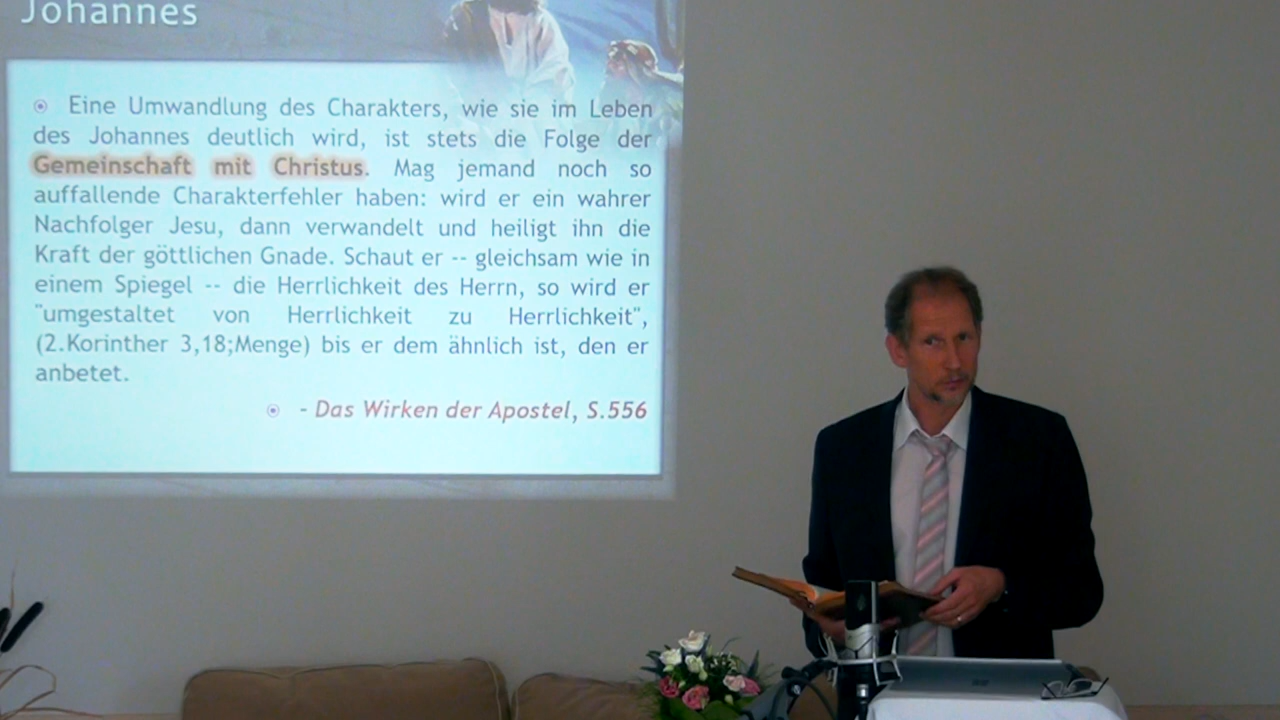 Johannes
Eine Umwandlung des Charakters, wie sie im Leben
des Johannes deutlich wird, ist stets die Folge der
Gemeinschaft mit Christus. Mag jemand noch so
auffallende Charakterfehler haben: wird er ein wahrer
Nachfolger Jesu, dann verwandelt und heiligt ihn die
Kraft der göttlichen Gnade. Schaut er -- gleichsam wie in
einem Spiegel -- die Herrlichkeit des Herrn, so wird er
"umgestaltet von Herrlichkeit zu Herrlichkeit",
(2.Korinther 3,18;Menge) bis er dem ähnlich ist, den er
anbetet.
- Das Wirken der Apostel, S.556